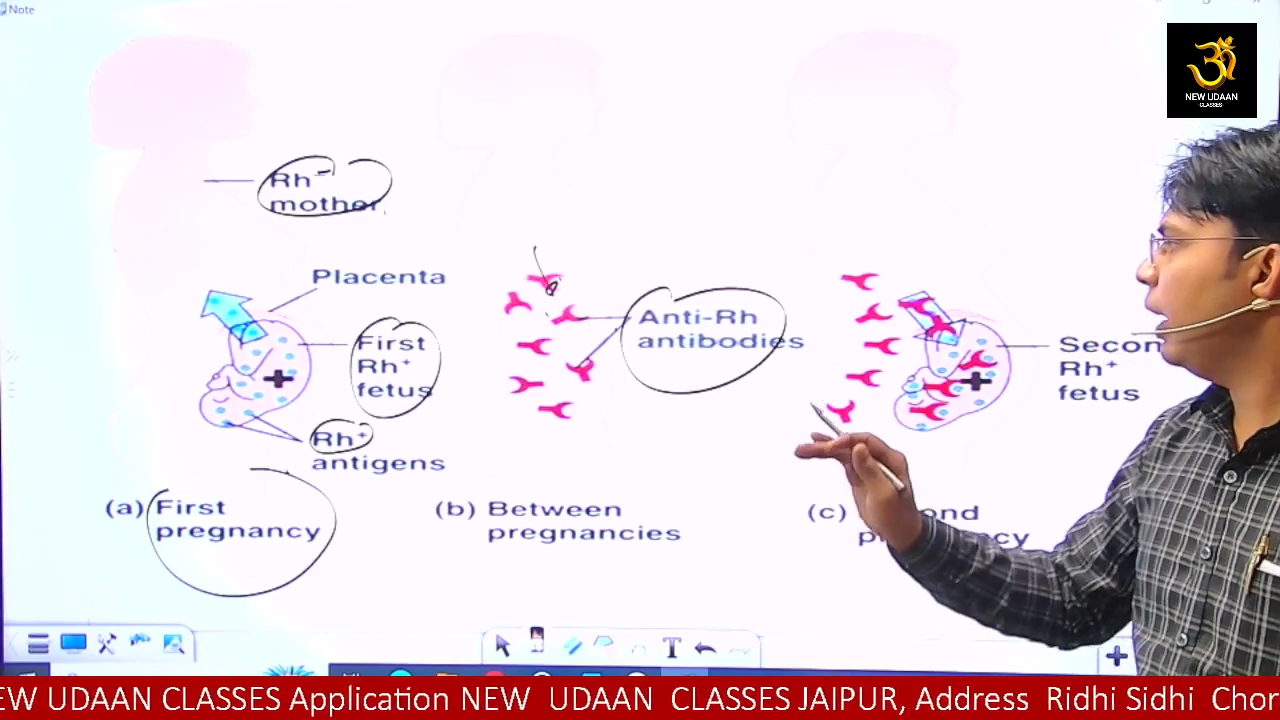 Note
ॐ
NEW UDAAN
CLASSES
Rh⁻
mother
Placenta
First
Rh⁺
fetus
Rh⁺
antigens
(a) First
pregnancy
Anti-Rh
antibodies
(b) Between
pregnancies
Rh⁺
fetus
(c)
T
EW UDAAN CLASSES Application NEW UDAAN CLASSES JAIPUR, Address Ridhi Sidhi Chor